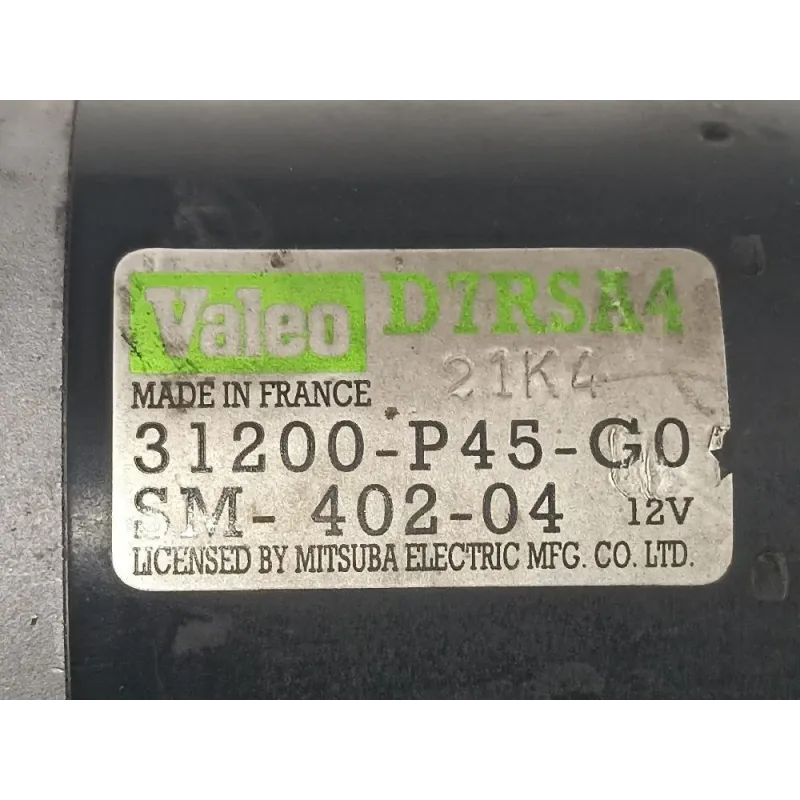 Valeo D7RSA4
21K4
MADE IN FRANCE
31200-P45-G0
SM-402-04 12V
LICENSED BY MITSUBA ELECTRIC MFG. CO. LTD.